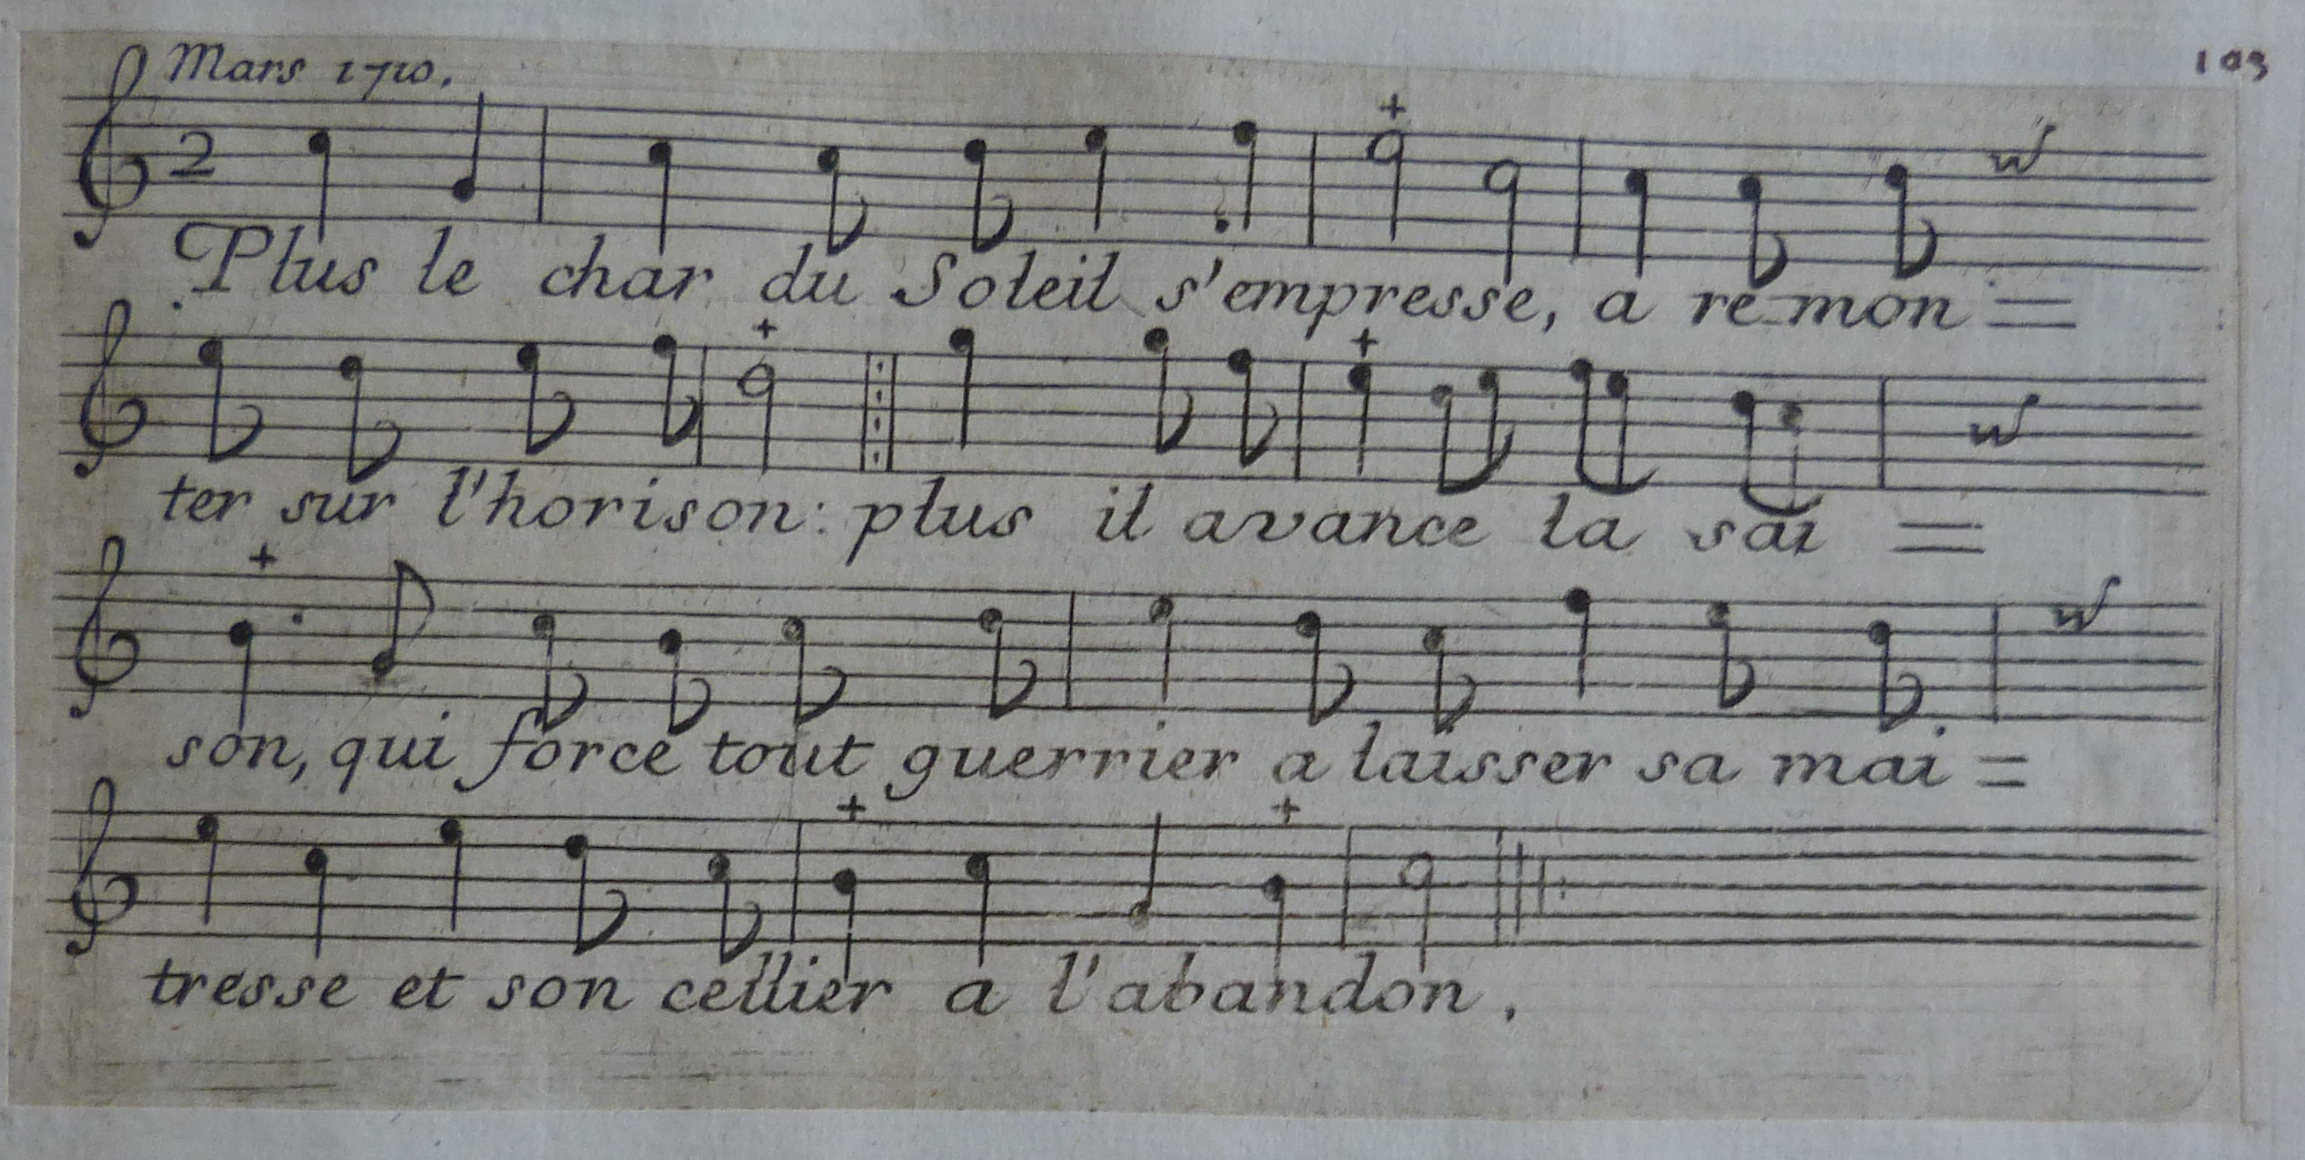 Mars 1710. 103
2
Plus le char du Soleil s'empresse, a re-mon =
ter sur l'horison: plus il avance la sai =
son, qui force tout guerrier a laisser sa mai =
tresse et son cellier a l'abandon.